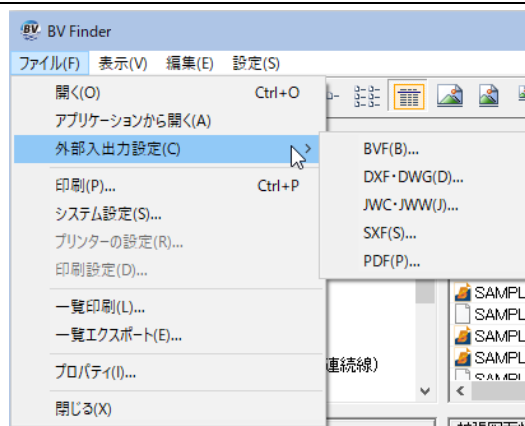 BV Finder
ファイル(F) 表示(V) 編集(E) 設定(S)
開く(O) Ctrl+O
アプリケーションから開く(A)
外部入出力設定(C)
BVF(B)...
DXF・DWG(D)...
JWC・JWW(J)...
SXF(S)...
PDF(P)...
印刷(P)... Ctrl+P
システム設定(S)...
プリンターの設定(R)...
印刷設定(D)...
一覧印刷(L)...
一覧エクスポート(E)...
プロパティ(I)...
閉じる(X)
SAMPL
SAMPL
SAMPL
SAMPL
連続線)